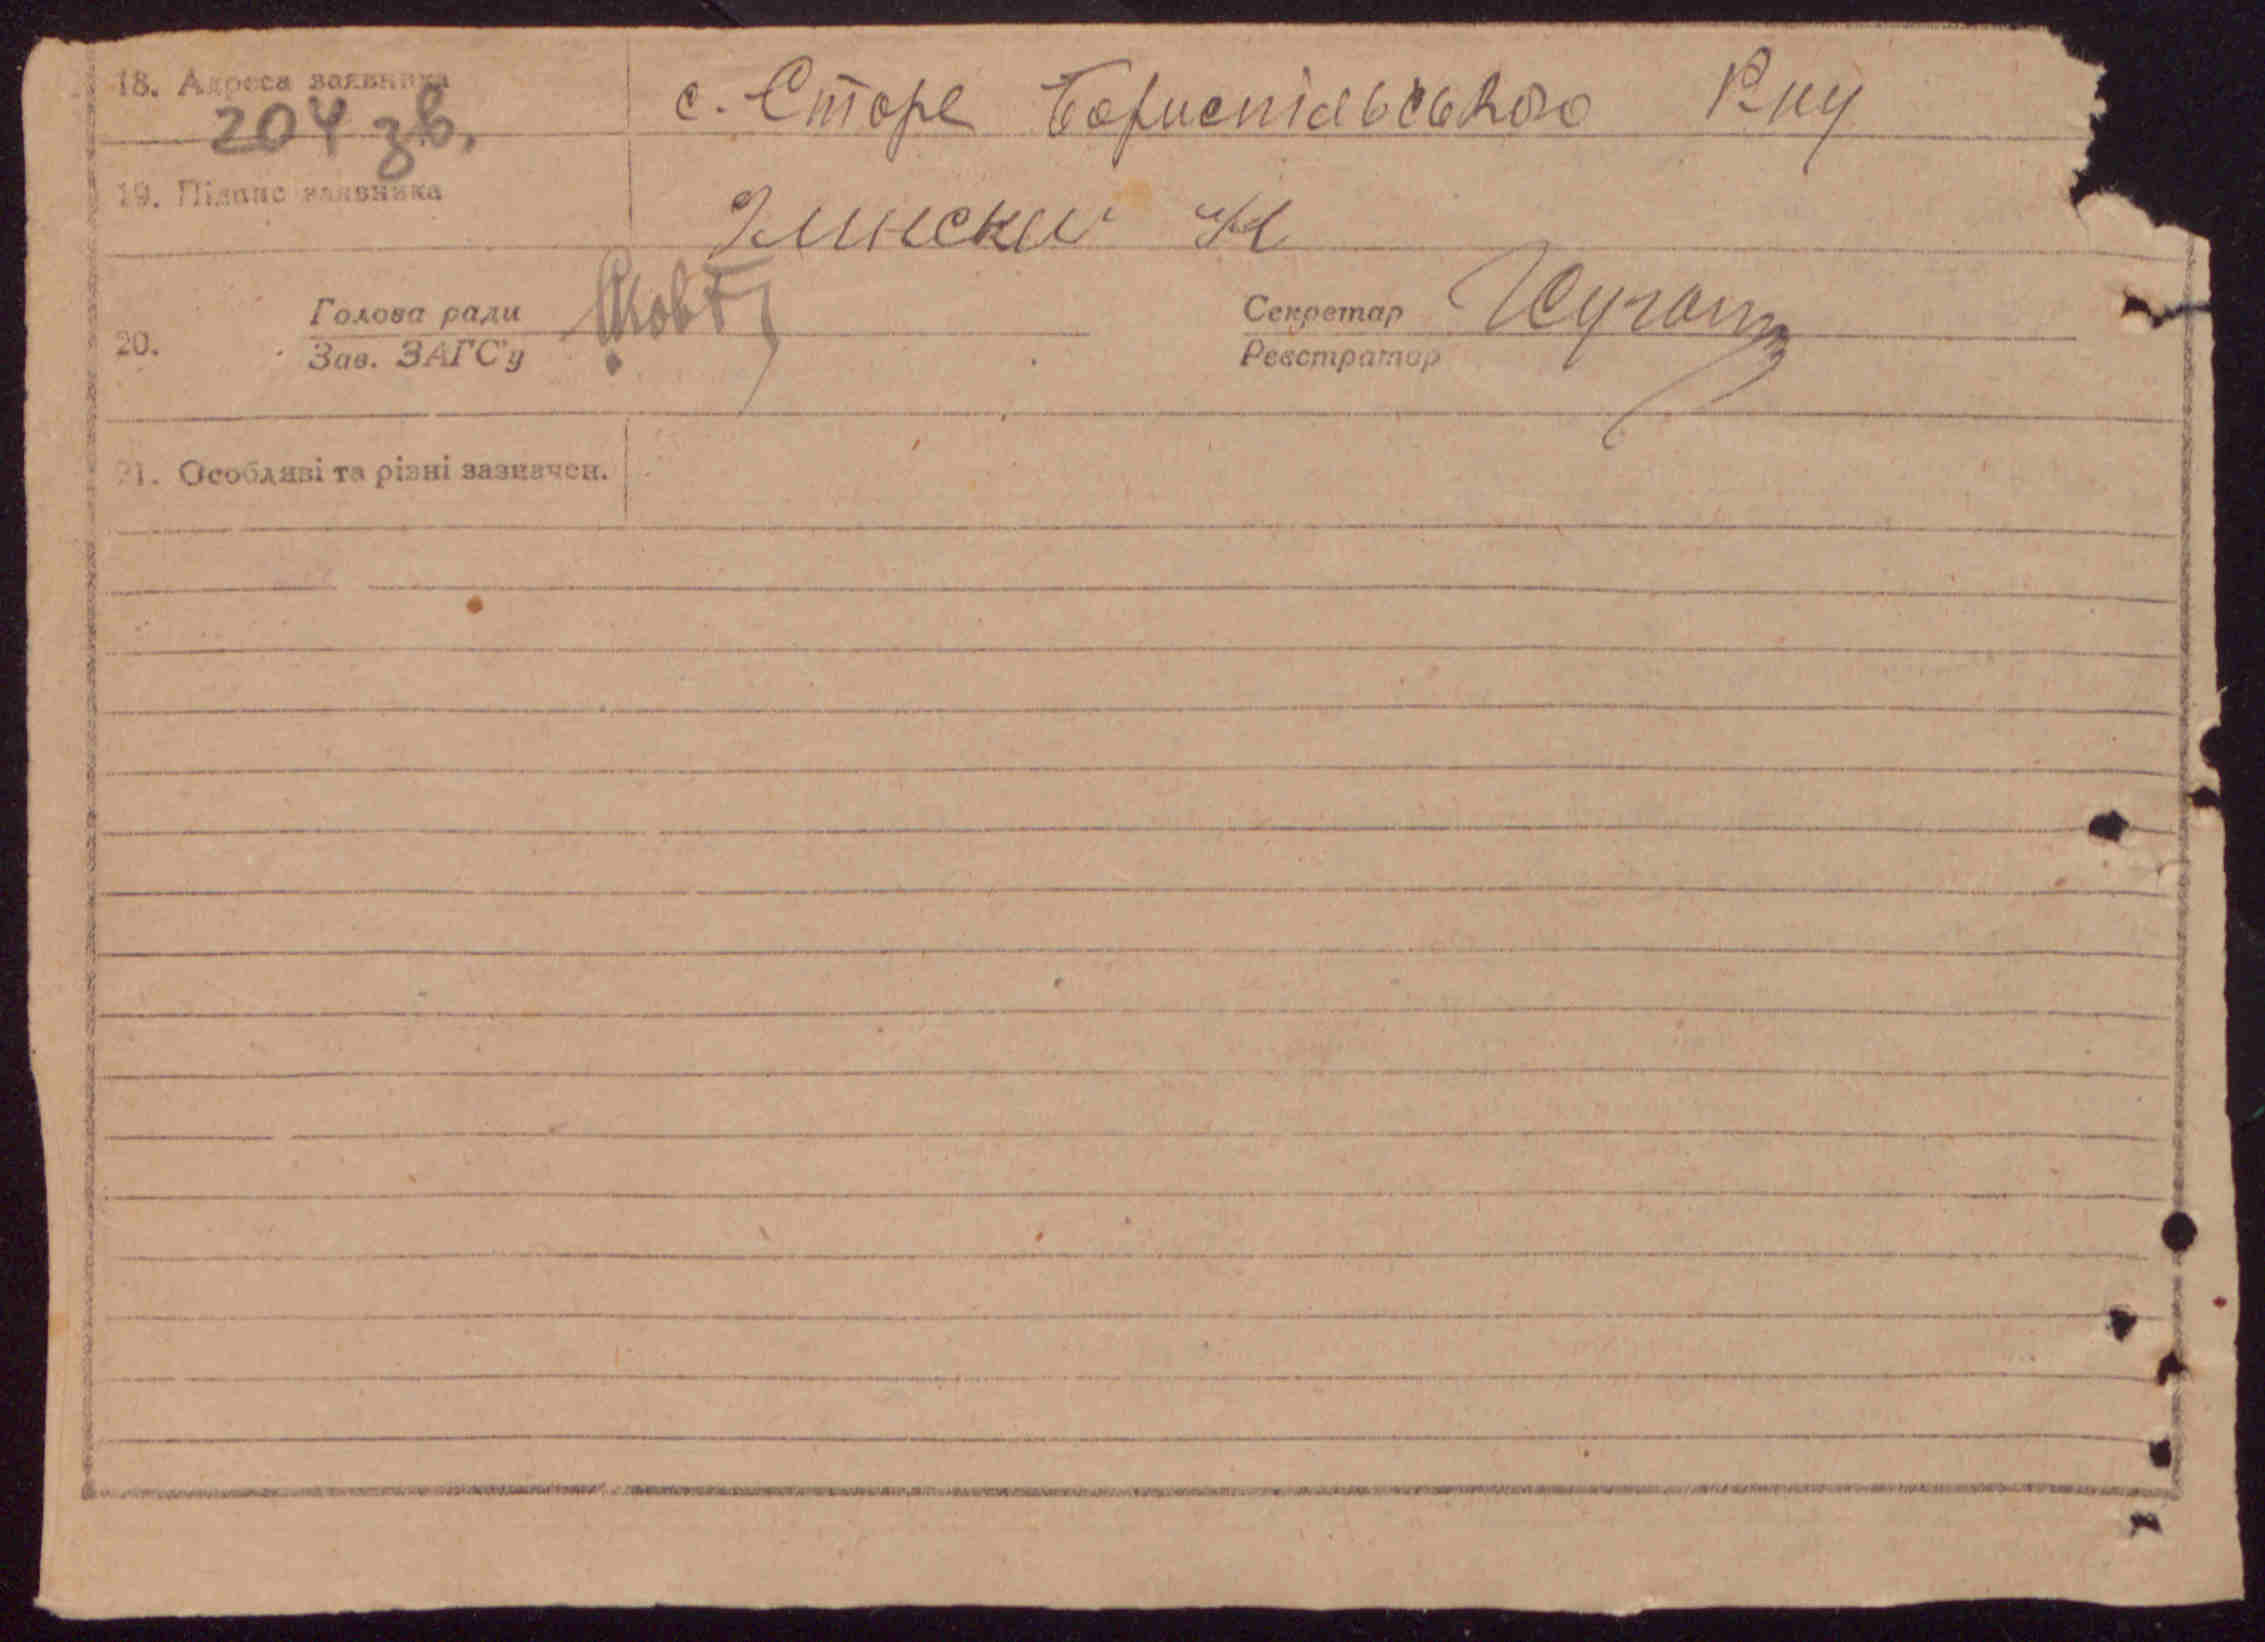 18. Адреса заявника с. Старе Бориспільського Р-ну
204 зв.
19. Підпис заявника
20. Голова ради Секретар
Зав. ЗАГС'у Реєстратор
21. Особливі та різні зазначен.